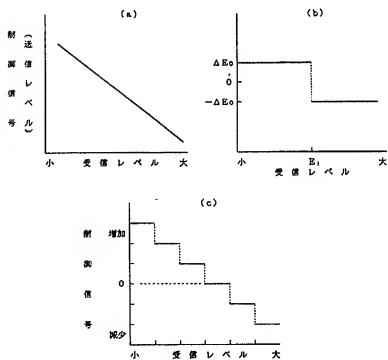 (a)
制御信号
(送信レベル)
小 受信レベル 大
(b)
ΔE₀
0
-ΔE₀
小 E₁ 大
受信レベル
(c)
制御信号
増加
0
減少
小 受信レベル 大